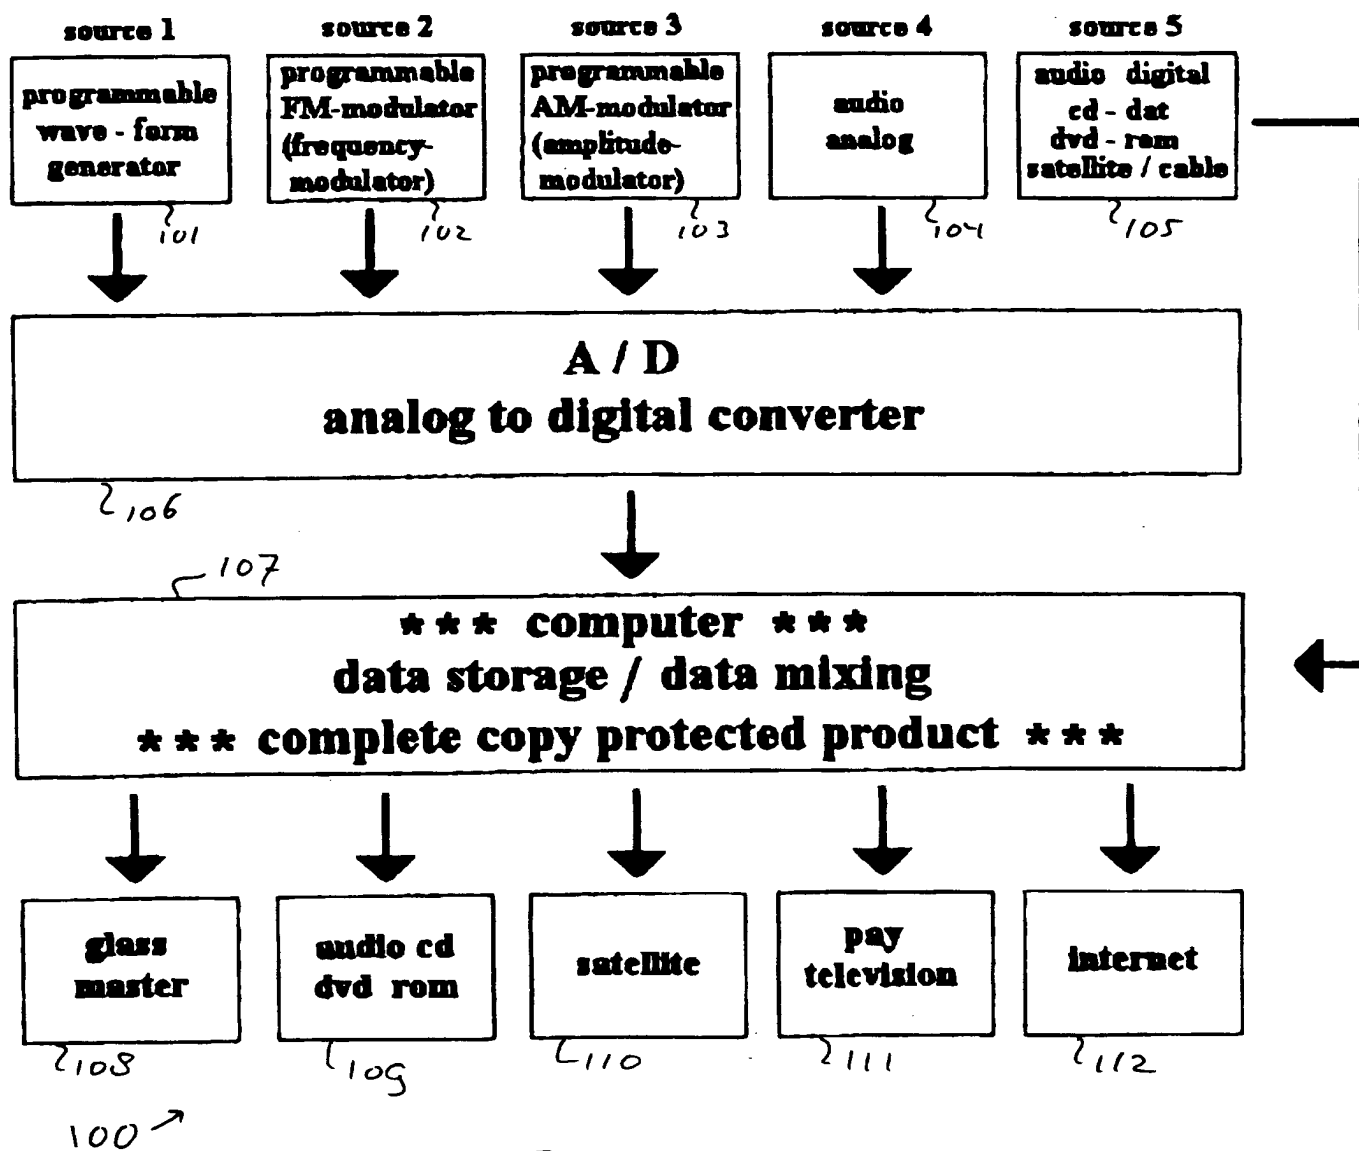 source 1
source 2
source 3
source 4
source 5
programmable
wave - form
generator
programmable
FM-modulator
(frequency-
modulator)
programmable
AM-modulator
(amplitude-
modulator)
audio
analog
audio digital
cd - dat
dvd - rom
satellite / cable
101
102
103
104
105
A / D
analog to digital converter
106
107
*** computer ***
data storage / data mixing
*** complete copy protected product ***
glass
master
audio cd
dvd rom
satellite
pay
television
internet
108
109
110
111
112
100